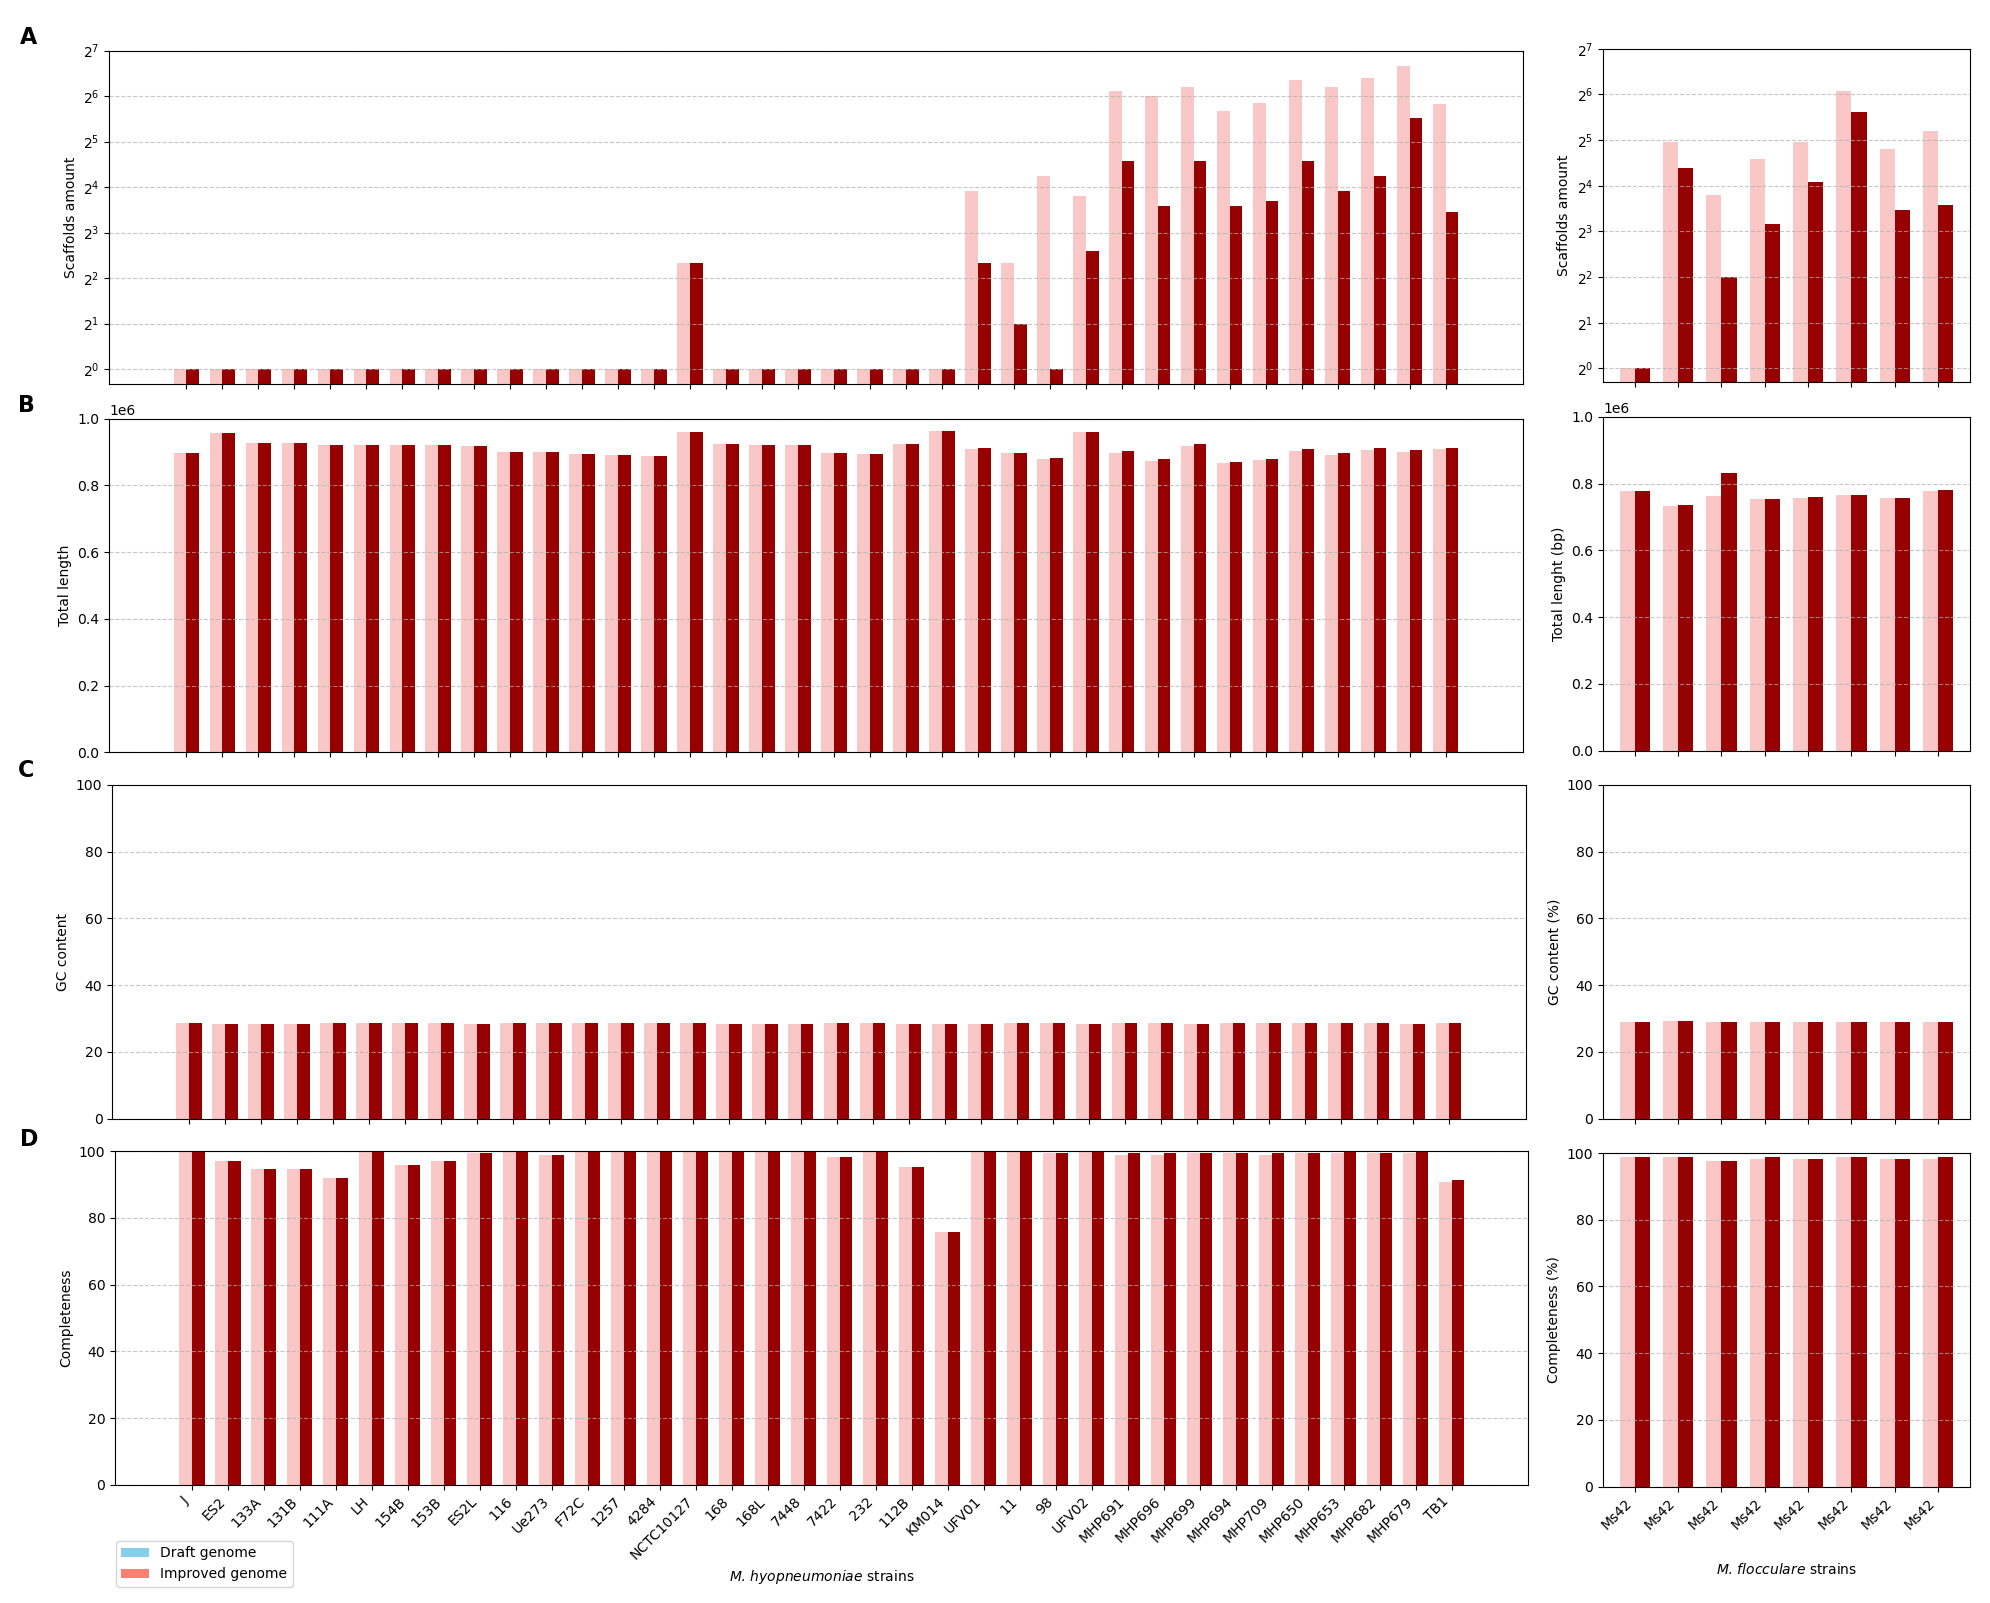 A
2^7
2^6
2^5
2^4
2^3
2^2
2^1
2^0
Scaffolds amount
2^7
2^6
2^5
2^4
2^3
2^2
2^1
2^0
Scaffolds amount
B
1e6
1.0
0.8
0.6
0.4
0.2
0.0
Total length
1e6
1.0
0.8
0.6
0.4
0.2
0.0
Total lenght (bp)
C
100
80
60
40
20
0
GC content
100
80
60
40
20
0
GC content (%)
D
100
80
60
40
20
0
Completeness
100
80
60
40
20
0
Completeness (%)
J
ES2
133A
131B
111A
LH
154B
153B
ES2L
116
Ue273
F72C
1257
4284
NCTC10127
168
168L
7448
7422
232
112B
KM014
UFV01
11
98
UFV02
MHP691
MHP696
MHP699
MHP694
MHP709
MHP650
MHP653
MHP682
MHP679
TB1
Ms42
Ms42
Ms42
Ms42
Ms42
Ms42
Ms42
Ms42
Draft genome
Improved genome
M. hyopneumoniae strains
M. flocculare strains